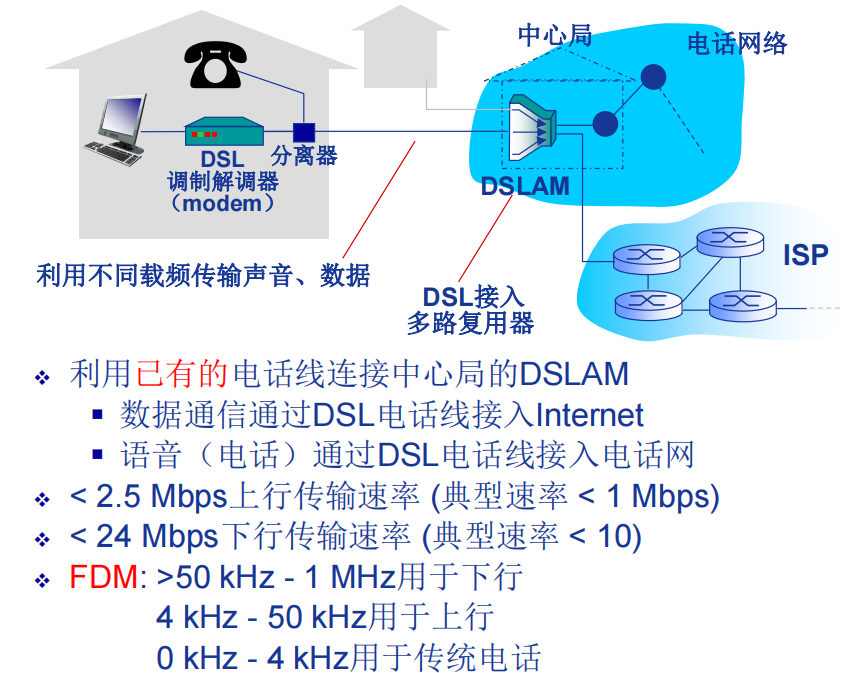 中心局
电话网络
DSL
调制解调器
（modem）
分离器
DSLAM
ISP
利用不同载频传输声音、数据
DSL接入
多路复用器
利用已有的电话线连接中心局的DSLAM
数据通信通过DSL电话线接入Internet
语音（电话）通过DSL电话线接入电话网
< 2.5 Mbps上行传输速率 (典型速率 < 1 Mbps)
< 24 Mbps下行传输速率 (典型速率 < 10)
FDM: >50 kHz - 1 MHz用于下行
4 kHz - 50 kHz用于上行
0 kHz - 4 kHz用于传统电话